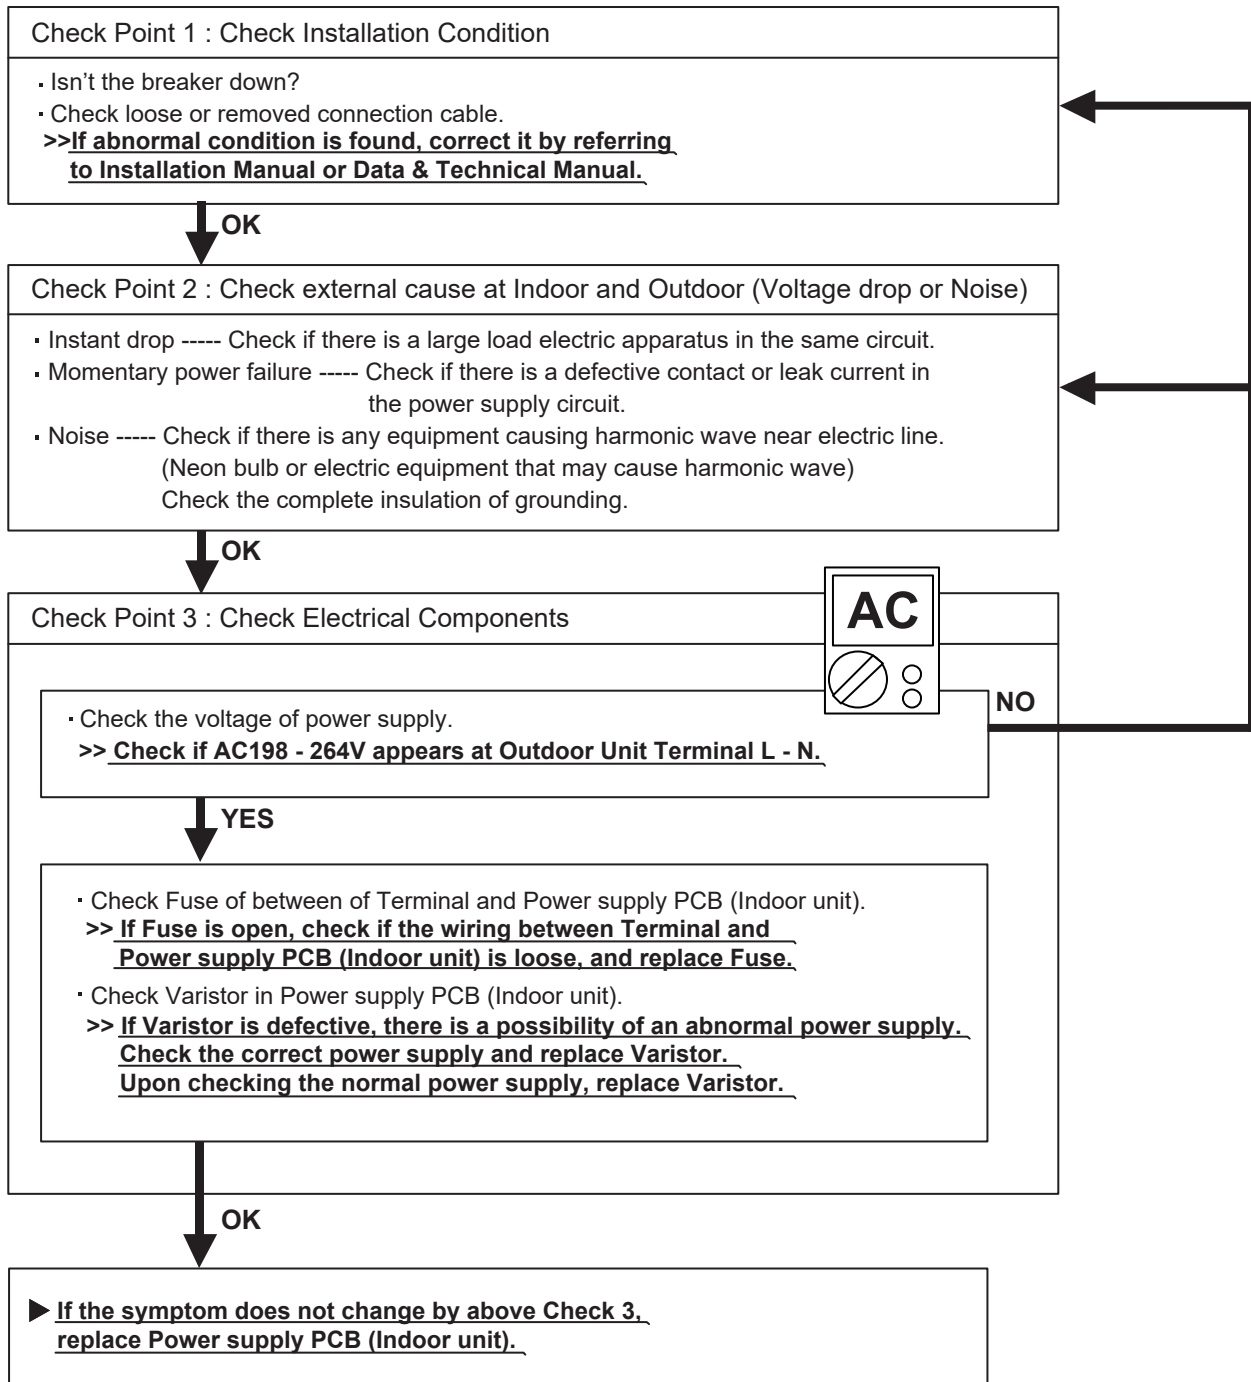 Check Point 1 : Check Installation Condition
· Isn't the breaker down?
· Check loose or removed connection cable.
>>If abnormal condition is found, correct it by referring
to Installation Manual or Data & Technical Manual.
OK
Check Point 2 : Check external cause at Indoor and Outdoor (Voltage drop or Noise)
· Instant drop ----- Check if there is a large load electric apparatus in the same circuit.
· Momentary power failure ----- Check if there is a defective contact or leak current in
the power supply circuit.
· Noise ----- Check if there is any equipment causing harmonic wave near electric line.
(Neon bulb or electric equipment that may cause harmonic wave)
Check the complete insulation of grounding.
OK
Check Point 3 : Check Electrical Components
AC
· Check the voltage of power supply.
>> Check if AC198 - 264V appears at Outdoor Unit Terminal L - N.
NO
YES
· Check Fuse of between of Terminal and Power supply PCB (Indoor unit).
>> If Fuse is open, check if the wiring between Terminal and
Power supply PCB (Indoor unit) is loose, and replace Fuse.
· Check Varistor in Power supply PCB (Indoor unit).
>> If Varistor is defective, there is a possibility of an abnormal power supply.
Check the correct power supply and replace Varistor.
Upon checking the normal power supply, replace Varistor.
OK
▶ If the symptom does not change by above Check 3,
replace Power supply PCB (Indoor unit).